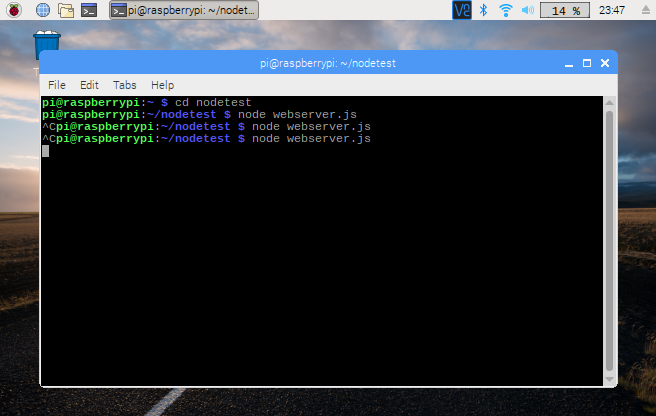 pi@raspberrypi: ~/nodet...
14 %
23:47
pi@raspberrypi: ~/nodetest
File Edit Tabs Help
pi@raspberrypi:~ $ cd nodetest
pi@raspberrypi:~/nodetest $ node webserver.js
^Cpi@raspberrypi:~/nodetest $ node webserver.js
^Cpi@raspberrypi:~/nodetest $ node webserver.js